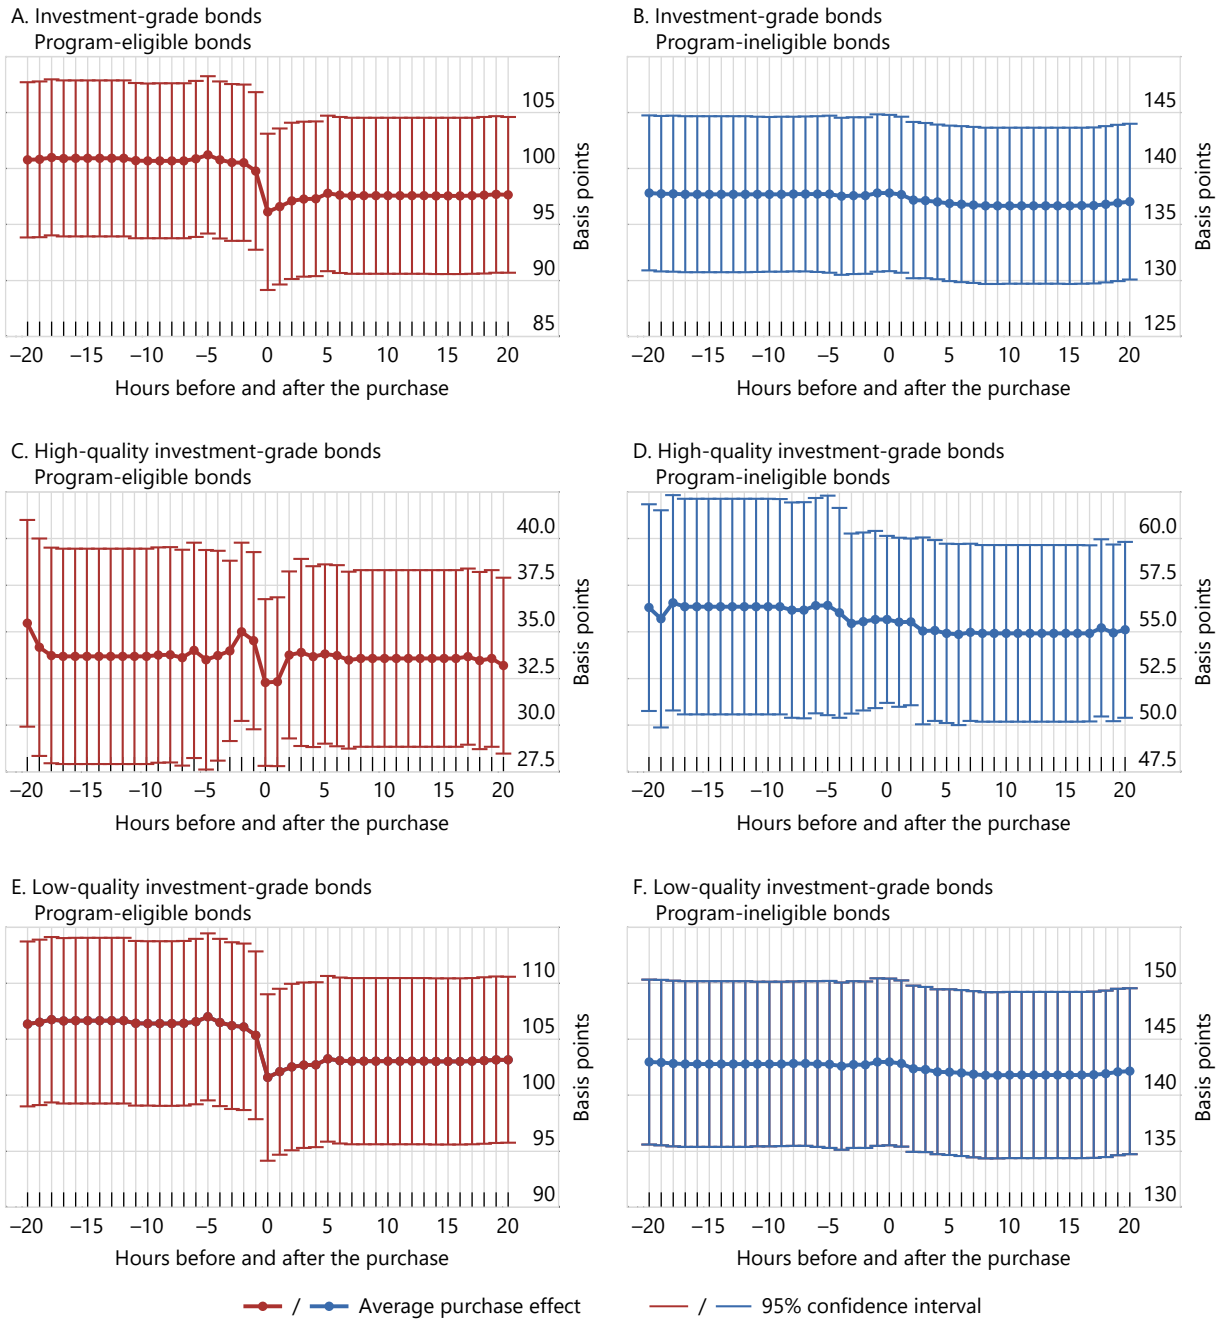 A. Investment-grade bonds
Program-eligible bonds
105
100
95
90
85
Basis points
–20 –15 –10 –5 0 5 10 15 20
Hours before and after the purchase
B. Investment-grade bonds
Program-ineligible bonds
145
140
135
130
125
Basis points
–20 –15 –10 –5 0 5 10 15 20
Hours before and after the purchase
C. High-quality investment-grade bonds
Program-eligible bonds
40.0
37.5
35.0
32.5
30.0
27.5
Basis points
–20 –15 –10 –5 0 5 10 15 20
Hours before and after the purchase
D. High-quality investment-grade bonds
Program-ineligible bonds
60.0
57.5
55.0
52.5
50.0
47.5
Basis points
–20 –15 –10 –5 0 5 10 15 20
Hours before and after the purchase
E. Low-quality investment-grade bonds
Program-eligible bonds
110
105
100
95
90
Basis points
–20 –15 –10 –5 0 5 10 15 20
Hours before and after the purchase
F. Low-quality investment-grade bonds
Program-ineligible bonds
150
145
140
135
130
Basis points
–20 –15 –10 –5 0 5 10 15 20
Hours before and after the purchase
/ Average purchase effect
/ 95% confidence interval